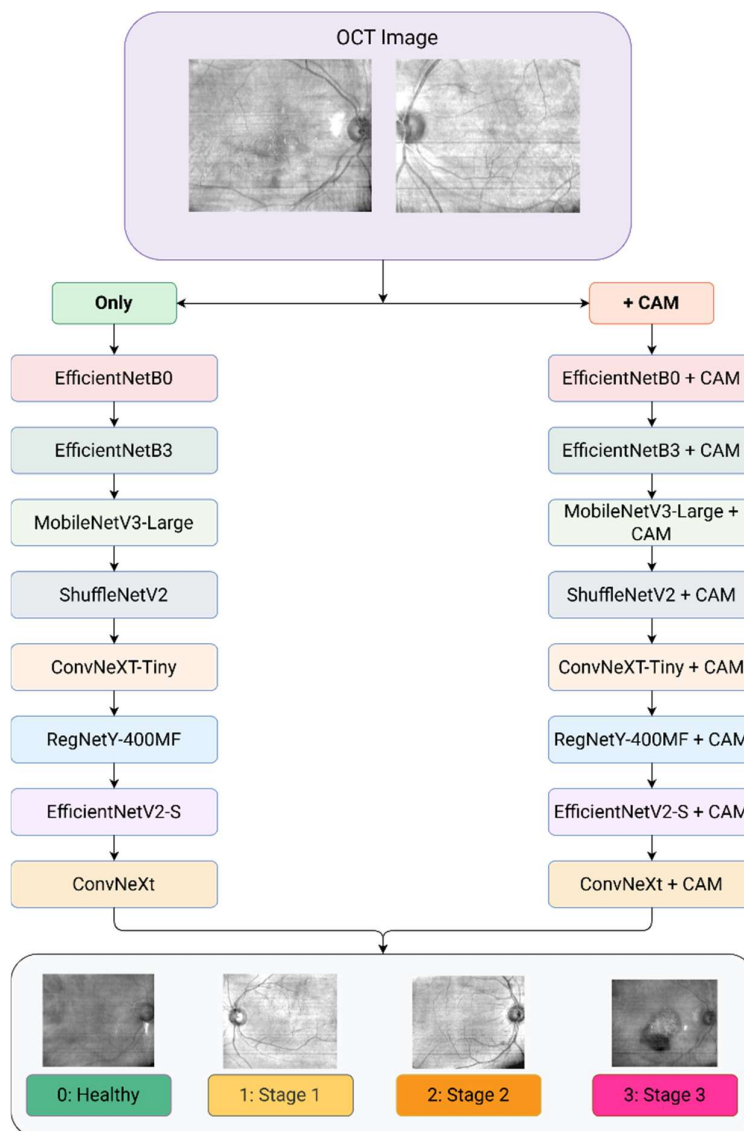 OCT Image
Only
+ CAM
EfficientNetB0
EfficientNetB0 + CAM
EfficientNetB3
EfficientNetB3 + CAM
MobileNetV3-Large
MobileNetV3-Large +
CAM
ShuffleNetV2
ShuffleNetV2 + CAM
ConvNeXT-Tiny
ConvNeXT-Tiny + CAM
RegNetY-400MF
RegNetY-400MF + CAM
EfficientNetV2-S
EfficientNetV2-S + CAM
ConvNeXt
ConvNeXt + CAM
0: Healthy
1: Stage 1
2: Stage 2
3: Stage 3